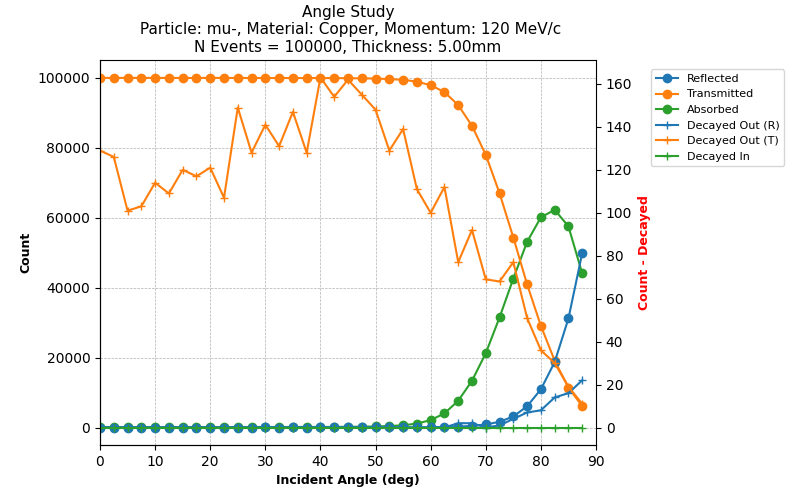 Angle Study
Particle: mu-, Material: Copper, Momentum: 120 MeV/c
N Events = 100000, Thickness: 5.00mm
100000
80000
60000
40000
20000
0
Count
0 10 20 30 40 50 60 70 80 90
Incident Angle (deg)
160
140
120
100
80
60
40
20
0
Count - Decayed
Reflected
Transmitted
Absorbed
Decayed Out (R)
Decayed Out (T)
Decayed In